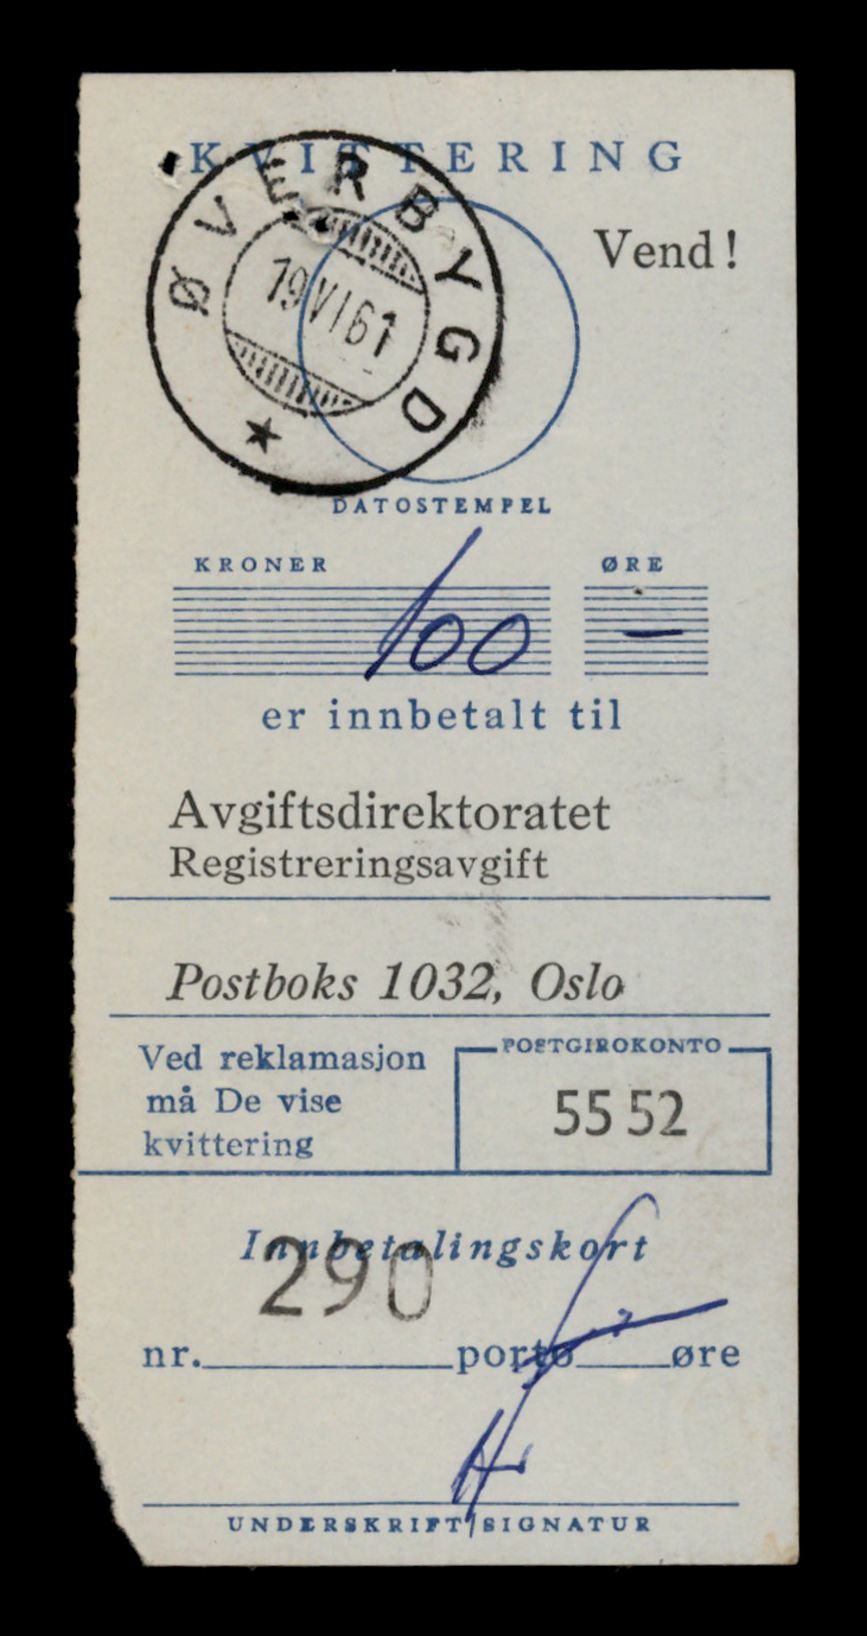 KVITTERING
Vend!
ØVERBYGD
19 VI 61
DATOSTEMPEL
KRONER ØRE
100 —
er innbetalt til
Avgiftsdirektoratet
Registreringsavgift
Postboks 1032, Oslo
Ved reklamasjon
må De vise
kvittering
POSTGIROKONTO
55 52
Innbetalingskort
290
nr. porto øre
UNDERSKRIFT/SIGNATUR